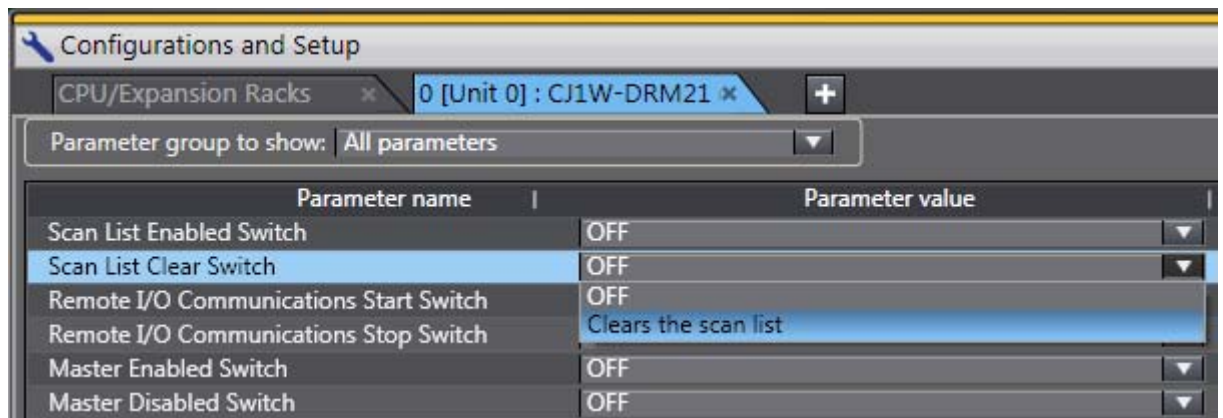 Configurations and Setup
CPU/Expansion Racks × 0 [Unit 0] : CJ1W-DRM21 × +
Parameter group to show: All parameters
Parameter name | Parameter value |
Scan List Enabled Switch OFF
Scan List Clear Switch OFF
Remote I/O Communications Start Switch OFF
Remote I/O Communications Stop Switch Clears the scan list
Master Enabled Switch OFF
Master Disabled Switch OFF